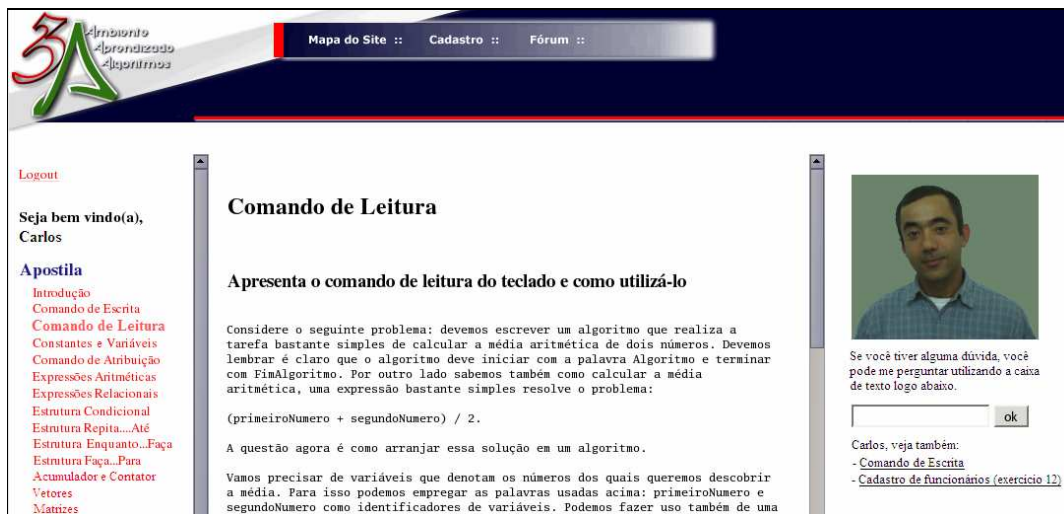 3A
Ambiente
Aprendizado
Algoritmos
Mapa do Site :: Cadastro :: Fórum ::
Logout
Seja bem vindo(a),
Carlos
Apostila
Introdução
Comando de Escrita
Comando de Leitura
Constantes e Variáveis
Comando de Atribuição
Expressões Aritméticas
Expressões Relacionais
Estrutura Condicional
Estrutura Repita....Até
Estrutura Enquanto...Faça
Estrutura Faça...Para
Acumulador e Contator
Vetores
Matrizes
Comando de Leitura
Apresenta o comando de leitura do teclado e como utilizá-lo
Considere o seguinte problema: devemos escrever um algoritmo que realiza a
tarefa bastante simples de calcular a média aritmética de dois números. Devemos
lembrar é claro que o algoritmo deve iniciar com a palavra Algoritmo e terminar
com FimAlgoritmo. Por outro lado sabemos também como calcular a média
aritmética, uma expressão bastante simples resolve o problema:
(primeiroNumero + segundoNumero) / 2.
A questão agora é como arranjar essa solução em um algoritmo.
Vamos precisar de variáveis que denotam os números dos quais queremos descobrir
a média. Para isso podemos empregar as palavras usadas acima: primeiroNumero e
segundoNumero como identificadores de variáveis. Podemos fazer uso também de uma
Se você tiver alguma dúvida, você
pode me perguntar utilizando a caixa
de texto logo abaixo.
ok
Carlos, veja também:
- Comando de Escrita
- Cadastro de funcionários (exercicio 12)